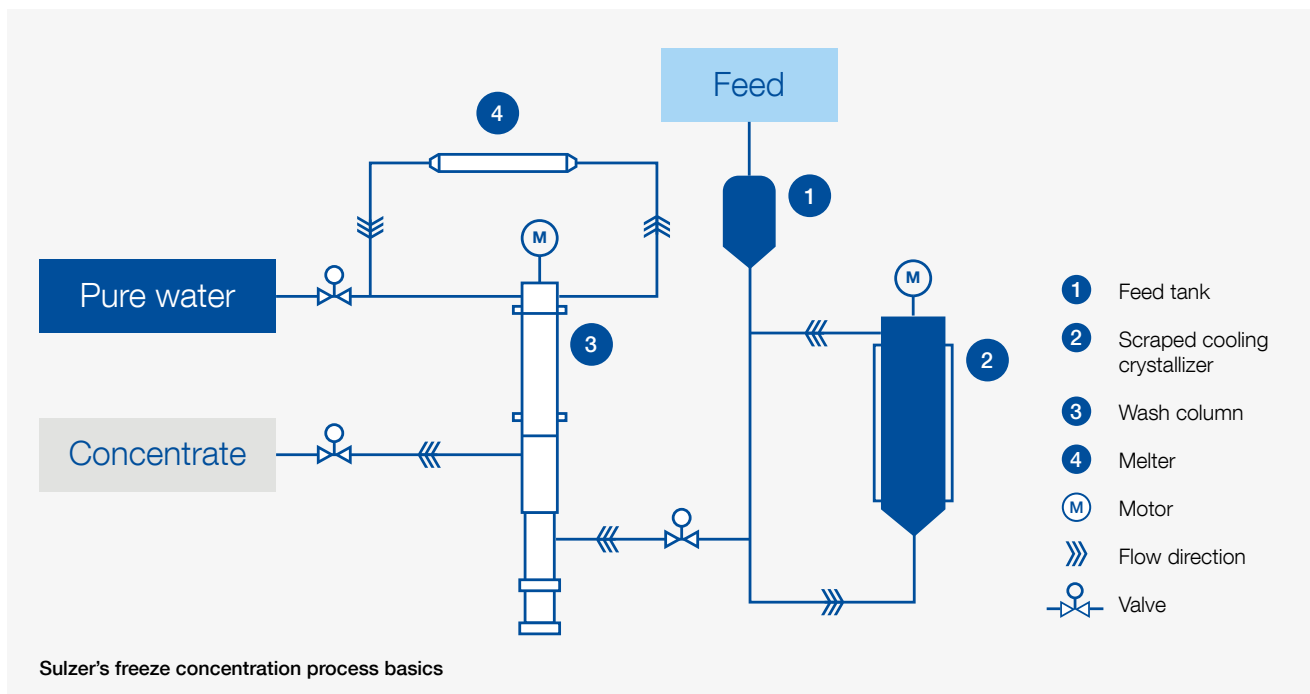 Feed
4
1
M
M
Pure water
3
2
Concentrate
1 Feed tank
2 Scraped cooling
crystallizer
3 Wash column
4 Melter
M Motor
Flow direction
Valve
Sulzer's freeze concentration process basics